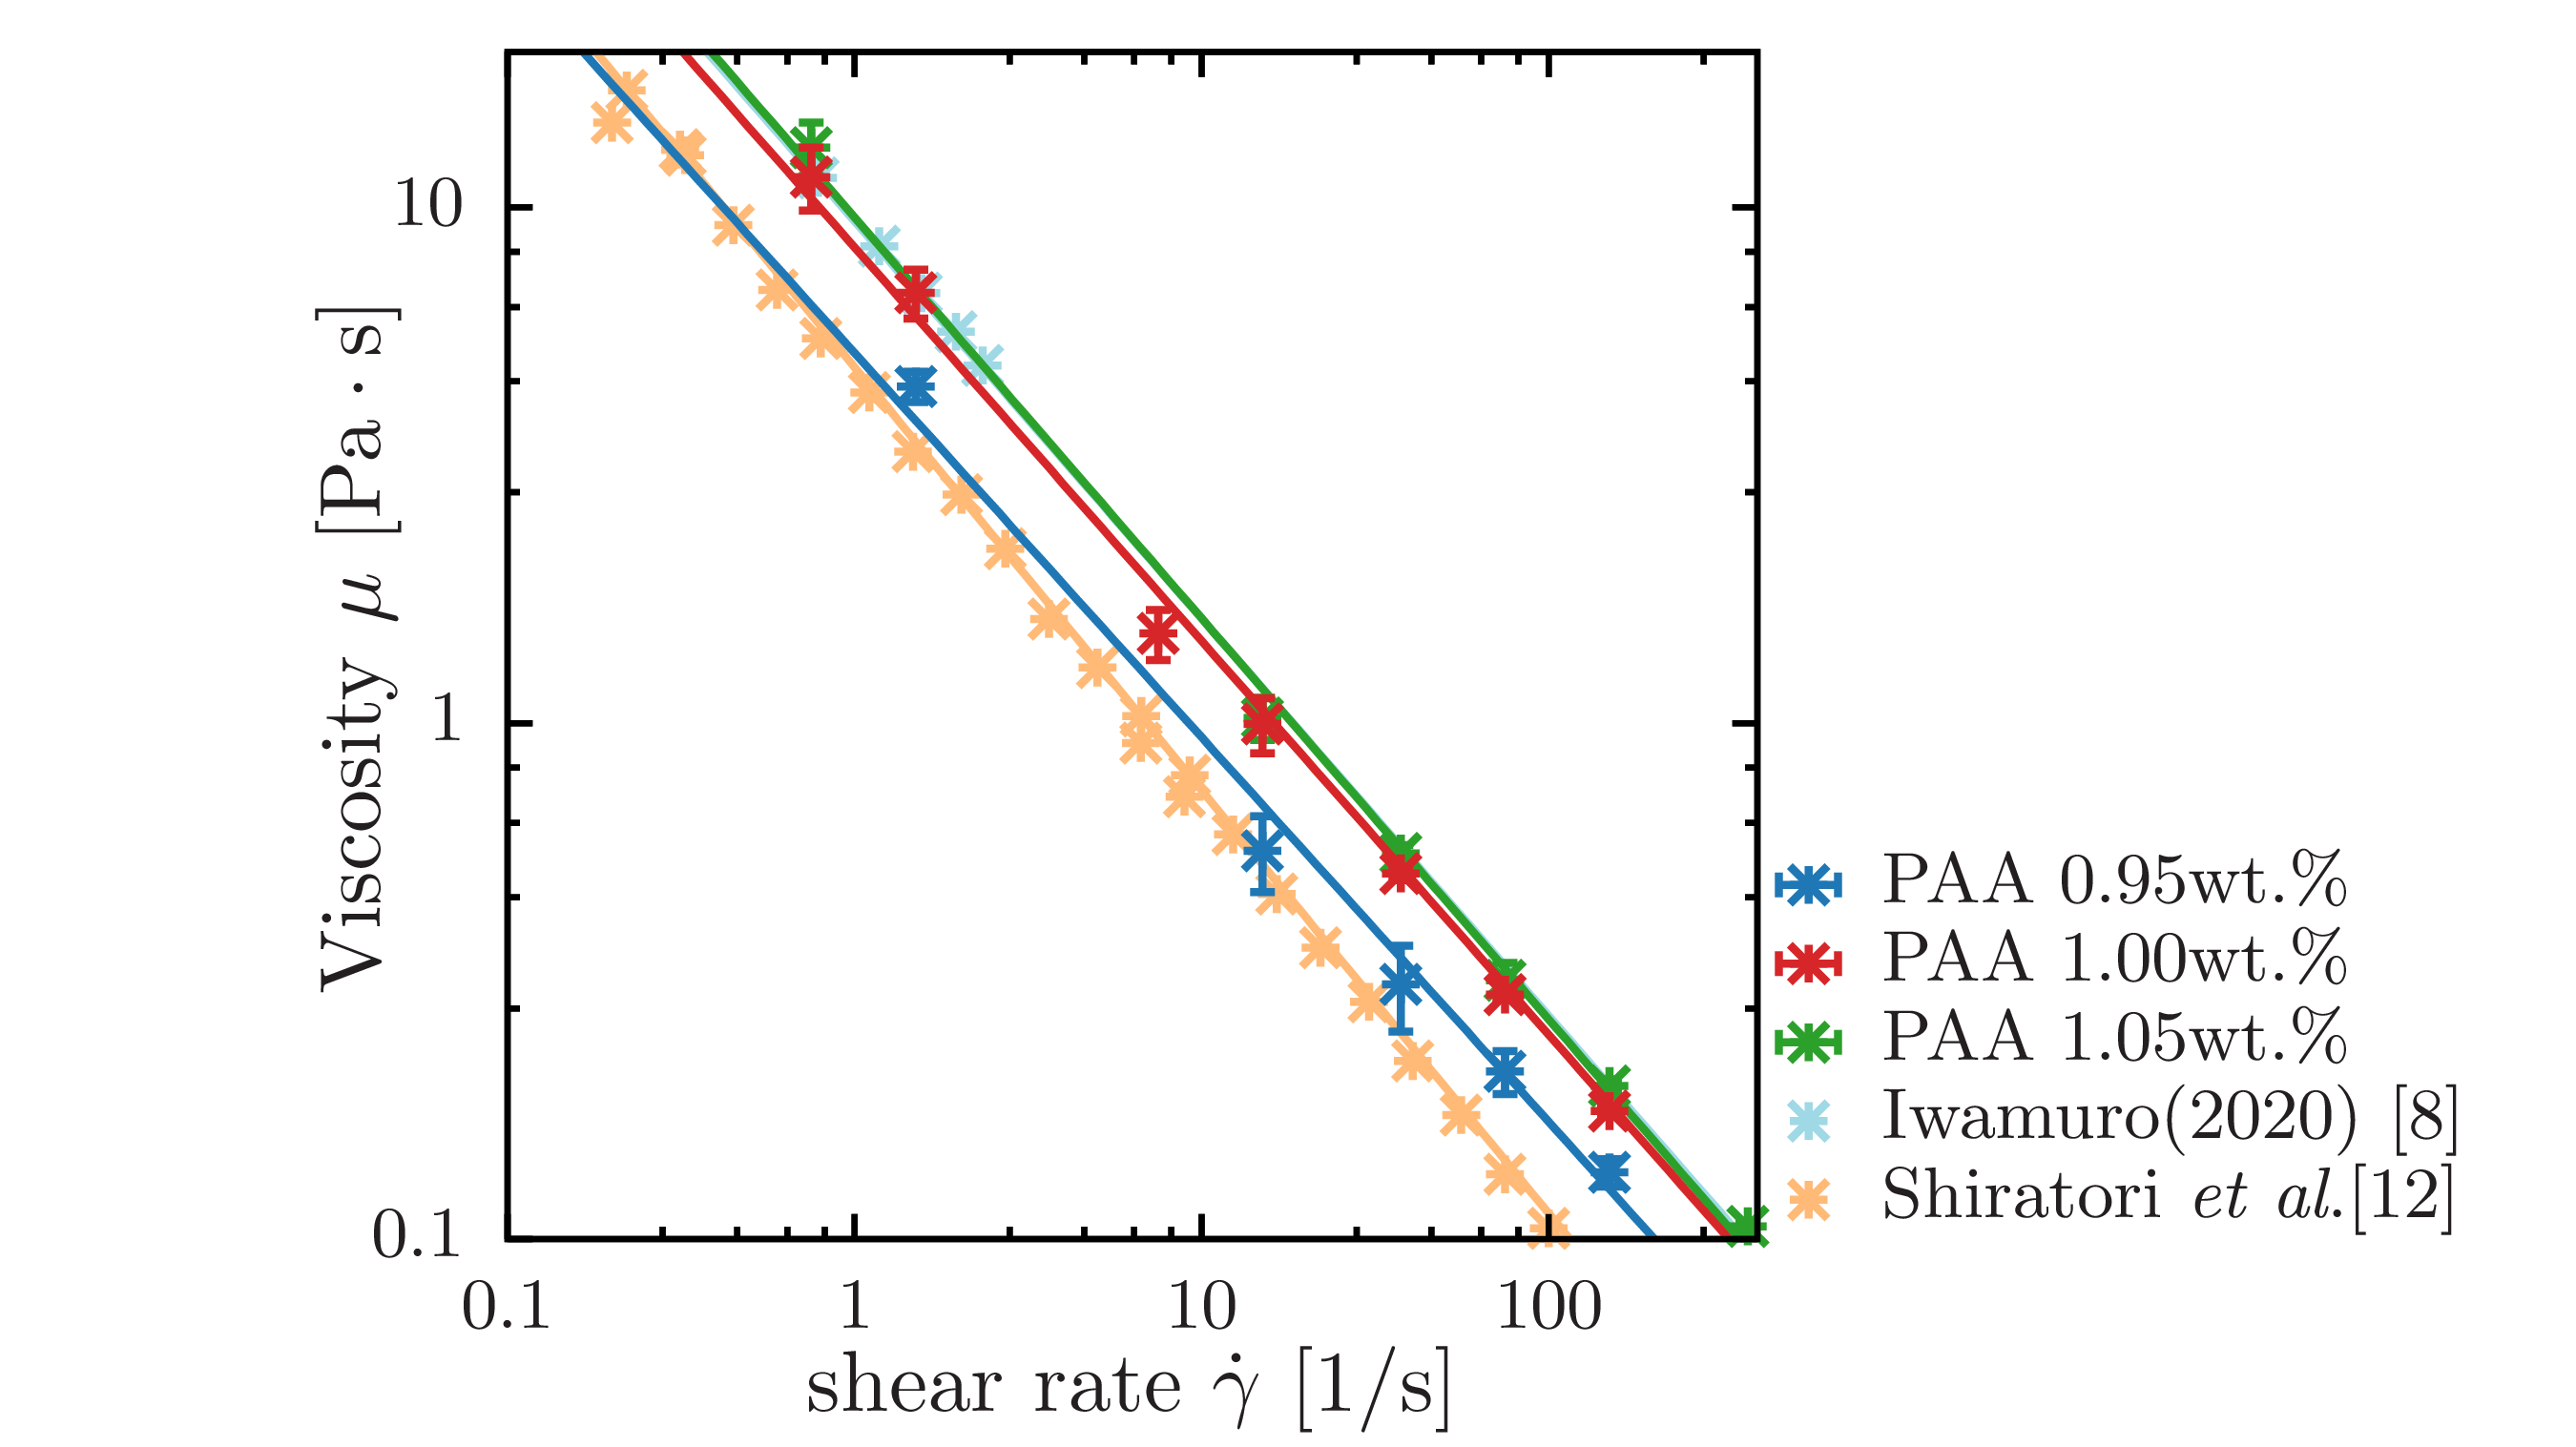 Viscosity μ [Pa · s]
10
1
0.1
0.1 1 10 100
shear rate γ̇ [1/s]
PAA 0.95wt.%
PAA 1.00wt.%
PAA 1.05wt.%
Iwamuro(2020) [8]
Shiratori et al.[12]